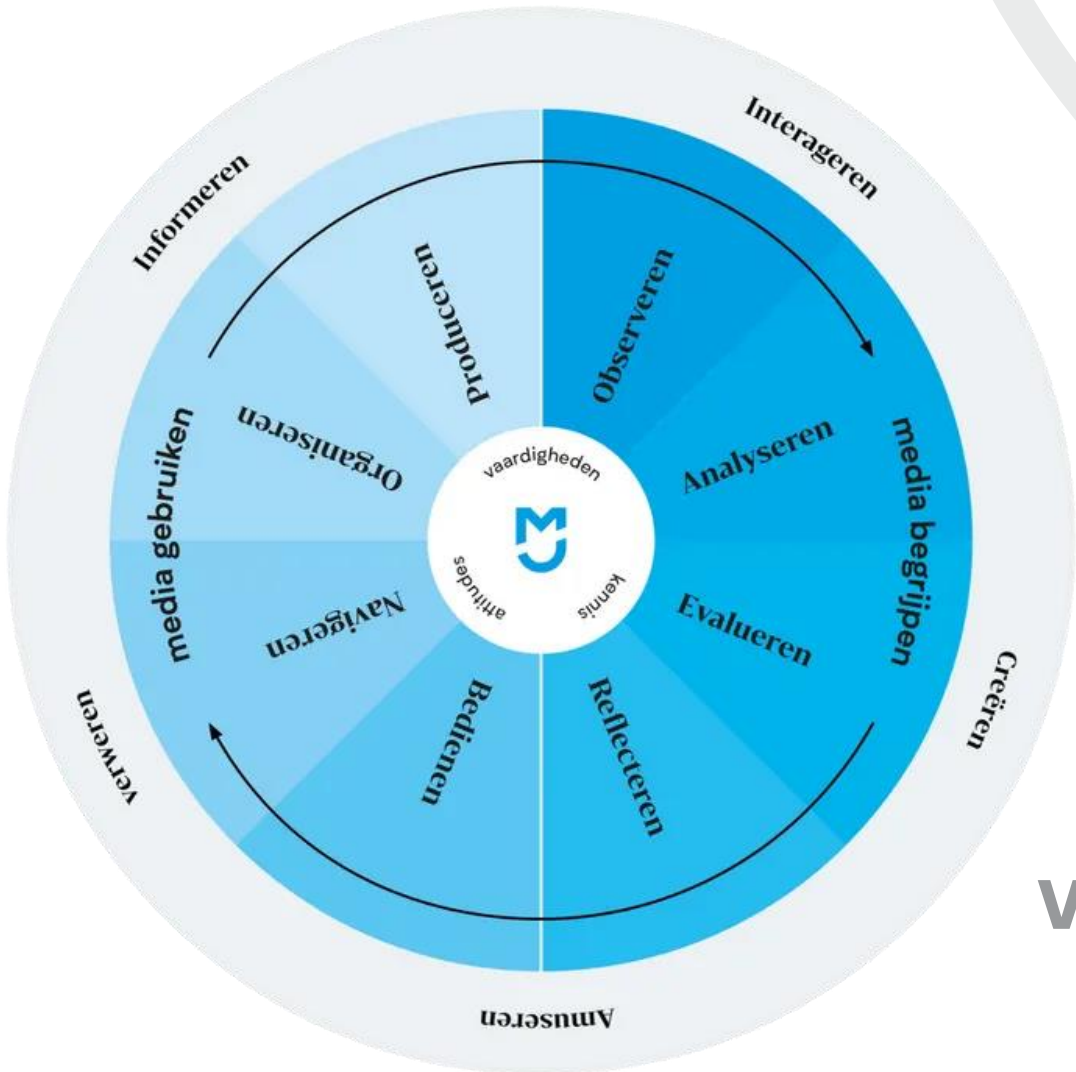 Informeren
Interageren
Creëren
Amuseren
verweren
media gebruiken
media begrijpen
Produceren
Observeren
Organiseren
Analyseren
Navigeren
Evalueren
Bedienen
Reflecteren
vaardigheden
attitudes
kennis